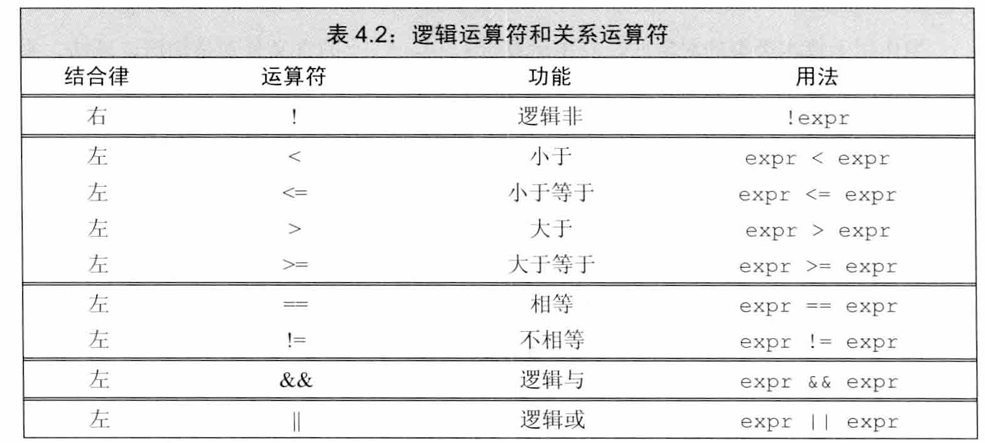 表 4.2：逻辑运算符和关系运算符
结合律 运算符 功能 用法
右 ! 逻辑非 !expr
左 < 小于 expr < expr
左 <= 小于等于 expr <= expr
左 > 大于 expr > expr
左 >= 大于等于 expr >= expr
左 == 相等 expr == expr
左 != 不相等 expr != expr
左 && 逻辑与 expr && expr
左 || 逻辑或 expr || expr